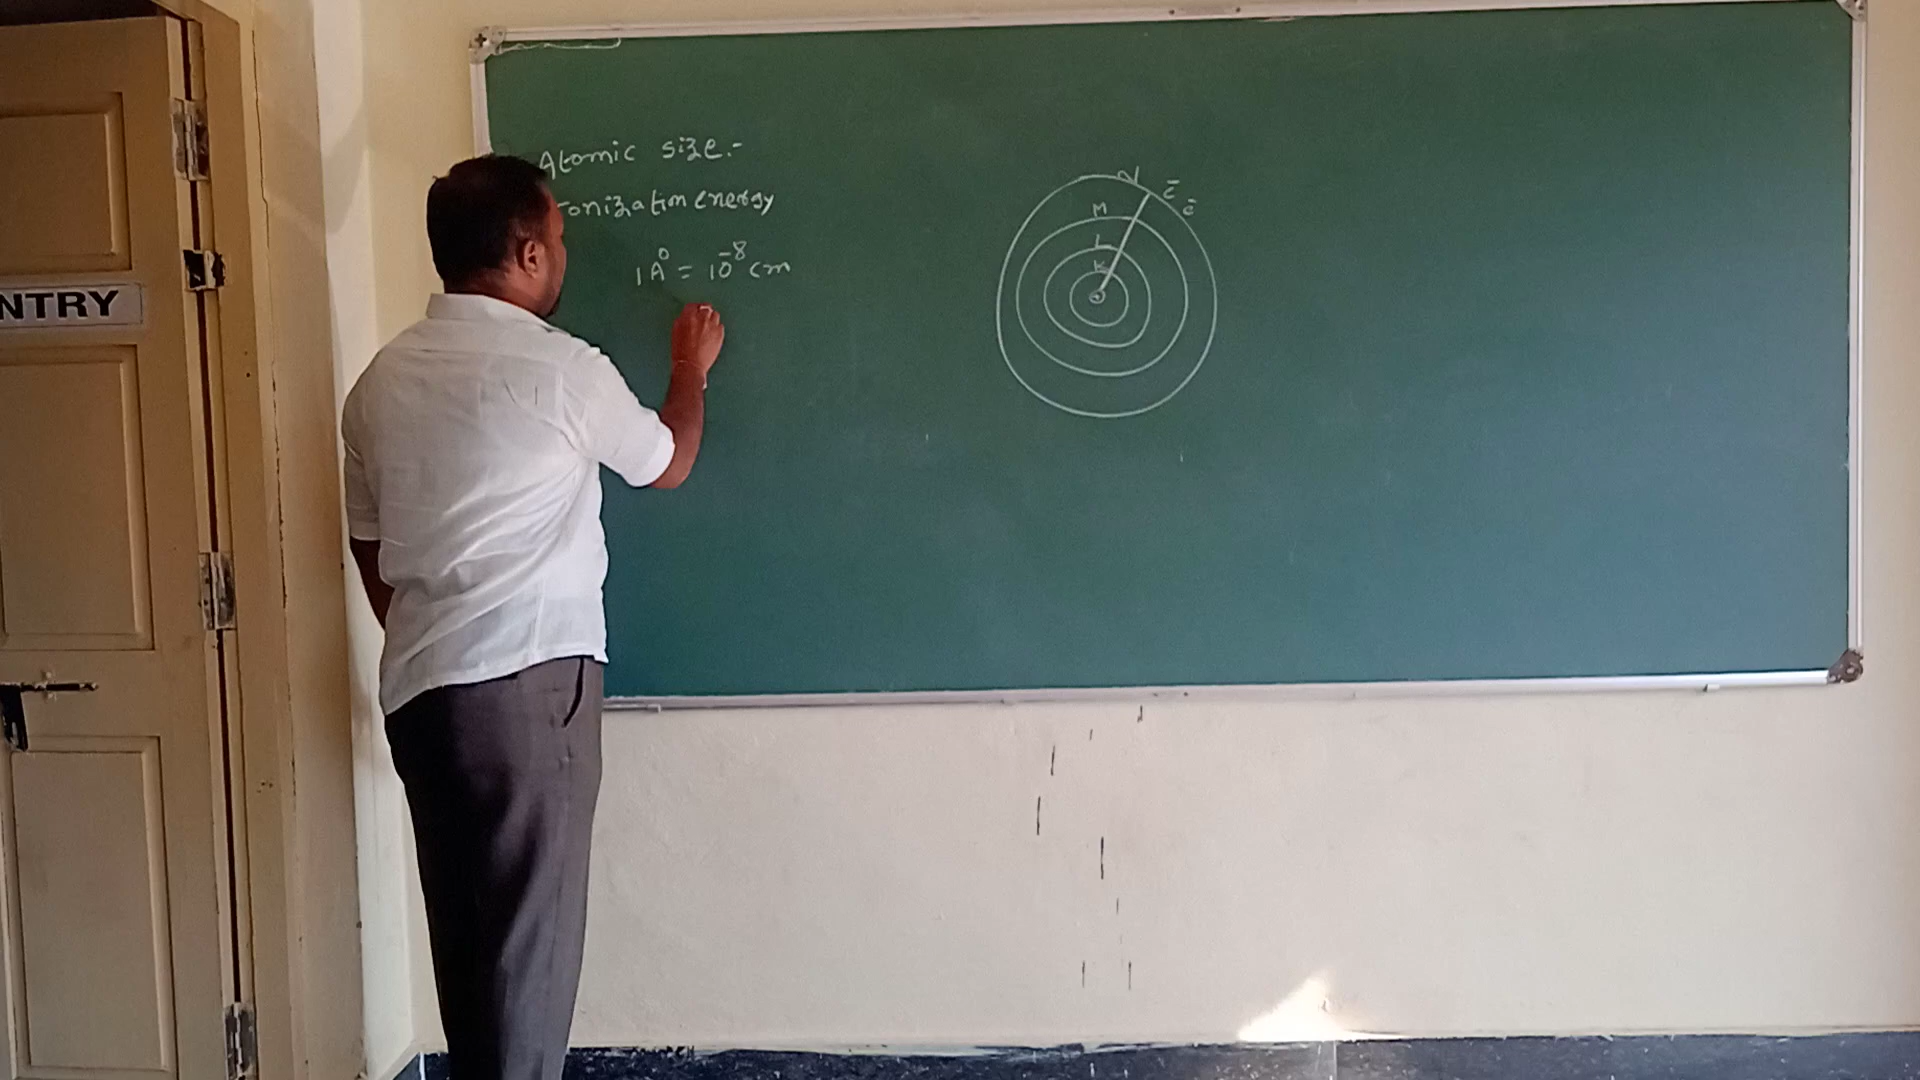 Atomic size:-
Ionization energy
1A° = 10⁻⁸ cm
N
e⁻
e⁻
M
L
K
+
NTRY